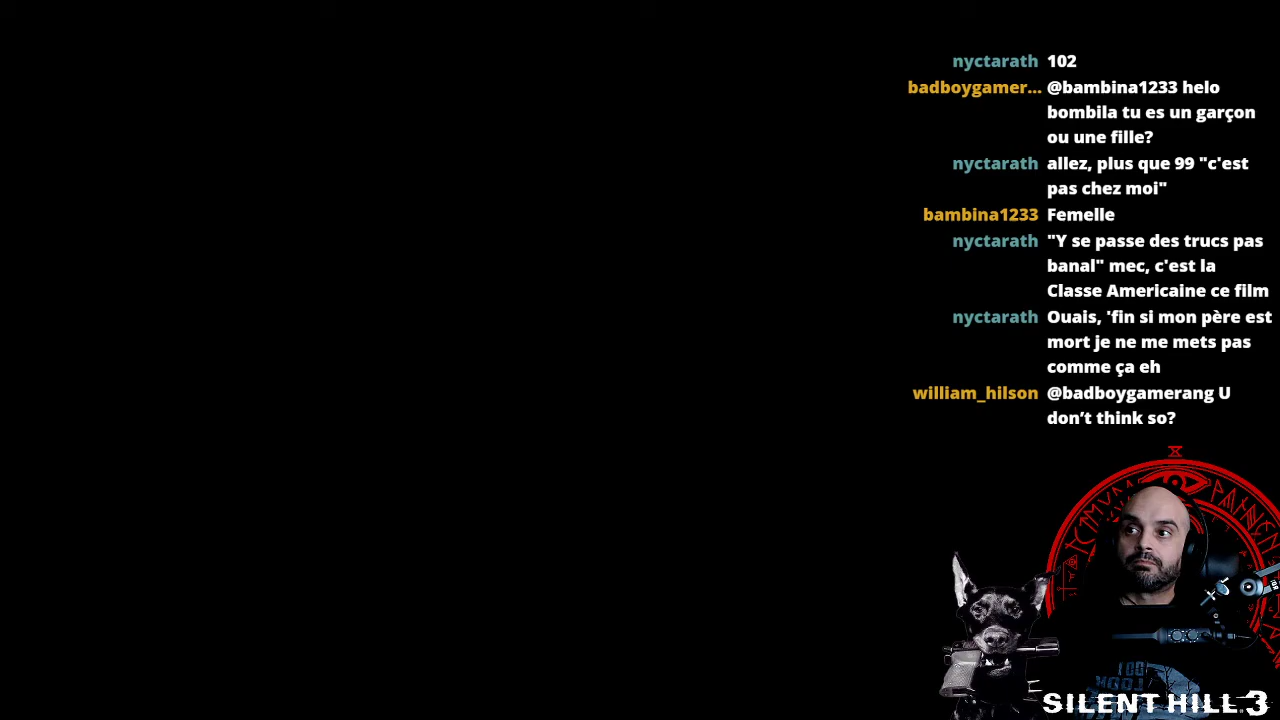 nyctarath 102
badboygamer... @bambina1233 helo
bombila tu es un garçon
ou une fille?
nyctarath allez, plus que 99 "c'est
pas chez moi"
bambina1233 Femelle
nyctarath "Y se passe des trucs pas
banal" mec, c'est la
Classe Americaine ce film
nyctarath Ouais, 'fin si mon père est
mort je ne me mets pas
comme ça eh
william_hilson @badboygamerang U
don’t think so?
SILENT HILL 3